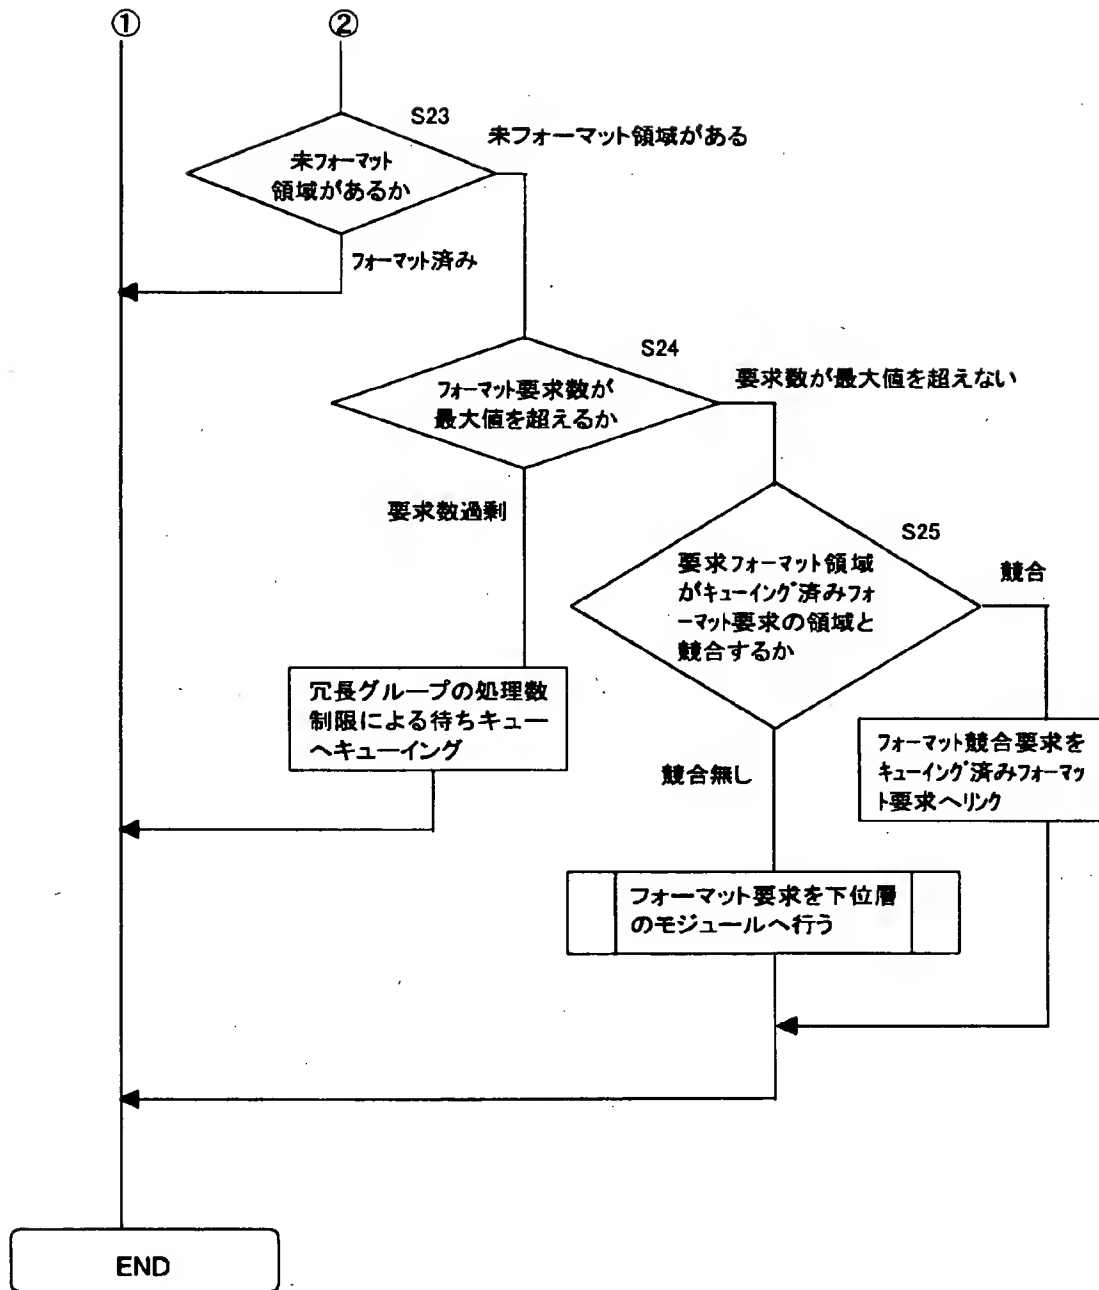 ①
②
S23
未フォーマット領域がある
未フォーマット
領域があるか
フォーマット済み
S24
要求数が最大値を超えない
フォーマット要求数が
最大値を超えるか
要求数過剰
S25
要求フォーマット領域
がキューイング済みフォ
ーマット要求の領域と
競合するか
競合
冗長グループの処理数
制限による待ちキュー
へキューイング
フォーマット競合要求を
キューイング済みフォーマッ
ト要求へリンク
競合無し
フォーマット要求を下位層
のモジュールへ行う
END